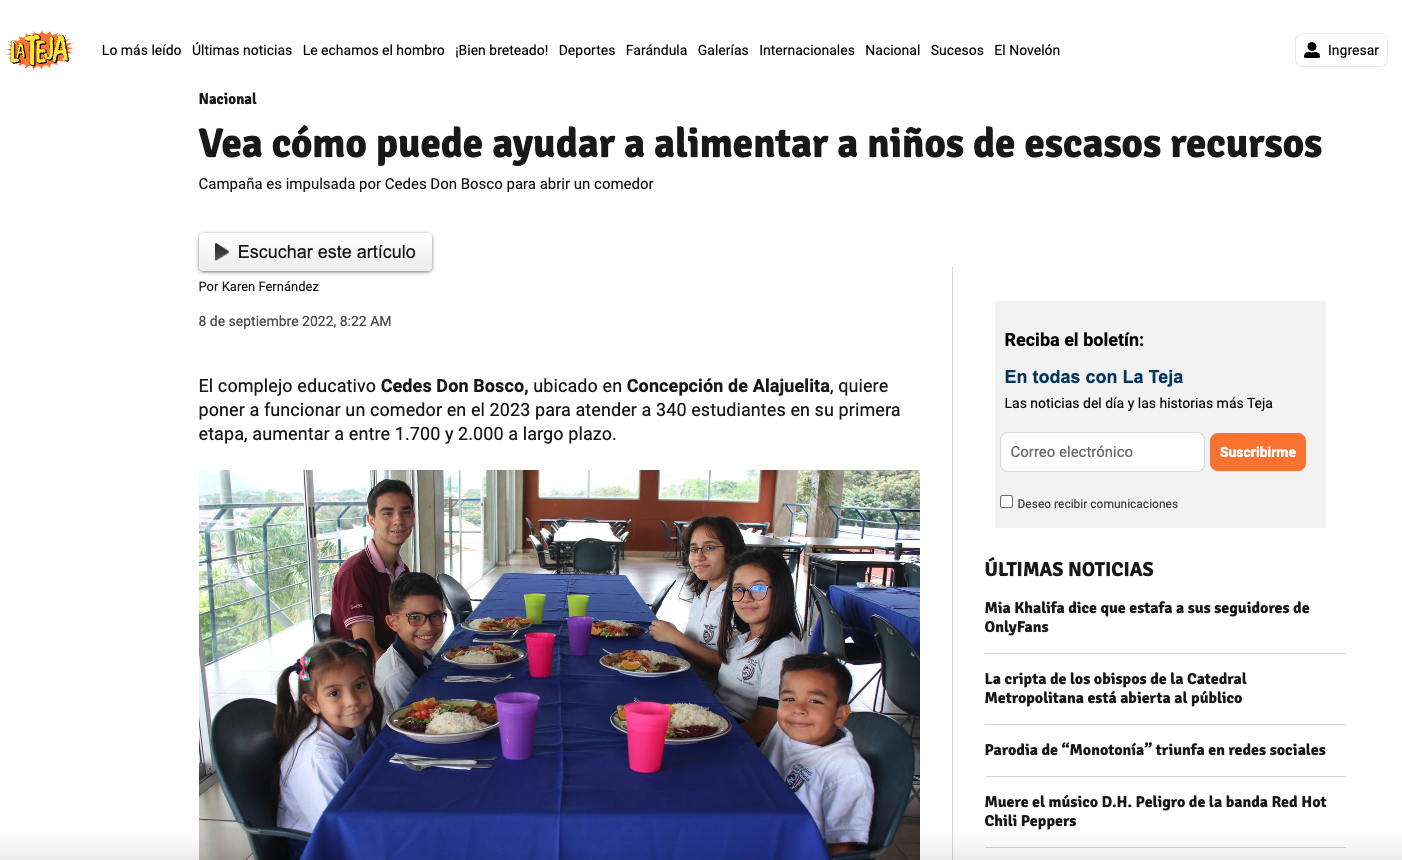 LA TEJA
Lo más leído Últimas noticias Le echamos el hombro ¡Bien breteado! Deportes Farándula Galerías Internacionales Nacional Sucesos El Novelón
Ingresar
Nacional
Vea cómo puede ayudar a alimentar a niños de escasos recursos
Campaña es impulsada por Cedes Don Bosco para abrir un comedor
Escuchar este artículo
Por Karen Fernández
8 de septiembre 2022, 8:22 AM
El complejo educativo Cedes Don Bosco, ubicado en Concepción de Alajuelita, quiere
poner a funcionar un comedor en el 2023 para atender a 340 estudiantes en su primera
etapa, aumentar a entre 1.700 y 2.000 a largo plazo.
Reciba el boletín:
En todas con La Teja
Las noticias del día y las historias más Teja
Correo electrónico
Suscribirme
Deseo recibir comunicaciones
ÚLTIMAS NOTICIAS
Mia Khalifa dice que estafa a sus seguidores de
OnlyFans
La cripta de los obispos de la Catedral
Metropolitana está abierta al público
Parodia de “Monotonía” triunfa en redes sociales
Muere el músico D.H. Peligro de la banda Red Hot
Chili Peppers